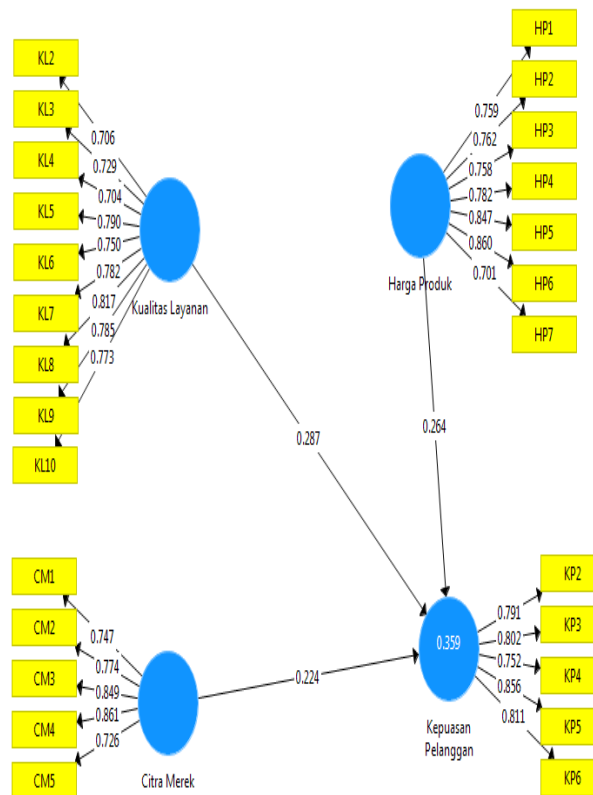 KL2
KL3
KL4
KL5
KL6
KL7
KL8
KL9
KL10
0.706
0.729
0.704
0.790
0.750
0.782
0.817
0.785
0.773
Kualitas Layanan
HP1
HP2
HP3
HP4
HP5
HP6
HP7
0.759
0.762
0.758
0.782
0.847
0.860
0.701
Harga Produk
0.287
0.264
0.224
CM1
CM2
CM3
CM4
CM5
0.747
0.774
0.849
0.861
0.726
Citra Merek
0.359
Kepuasan
Pelanggan
0.791
0.802
0.752
0.856
0.811
KP2
KP3
KP4
KP5
KP6